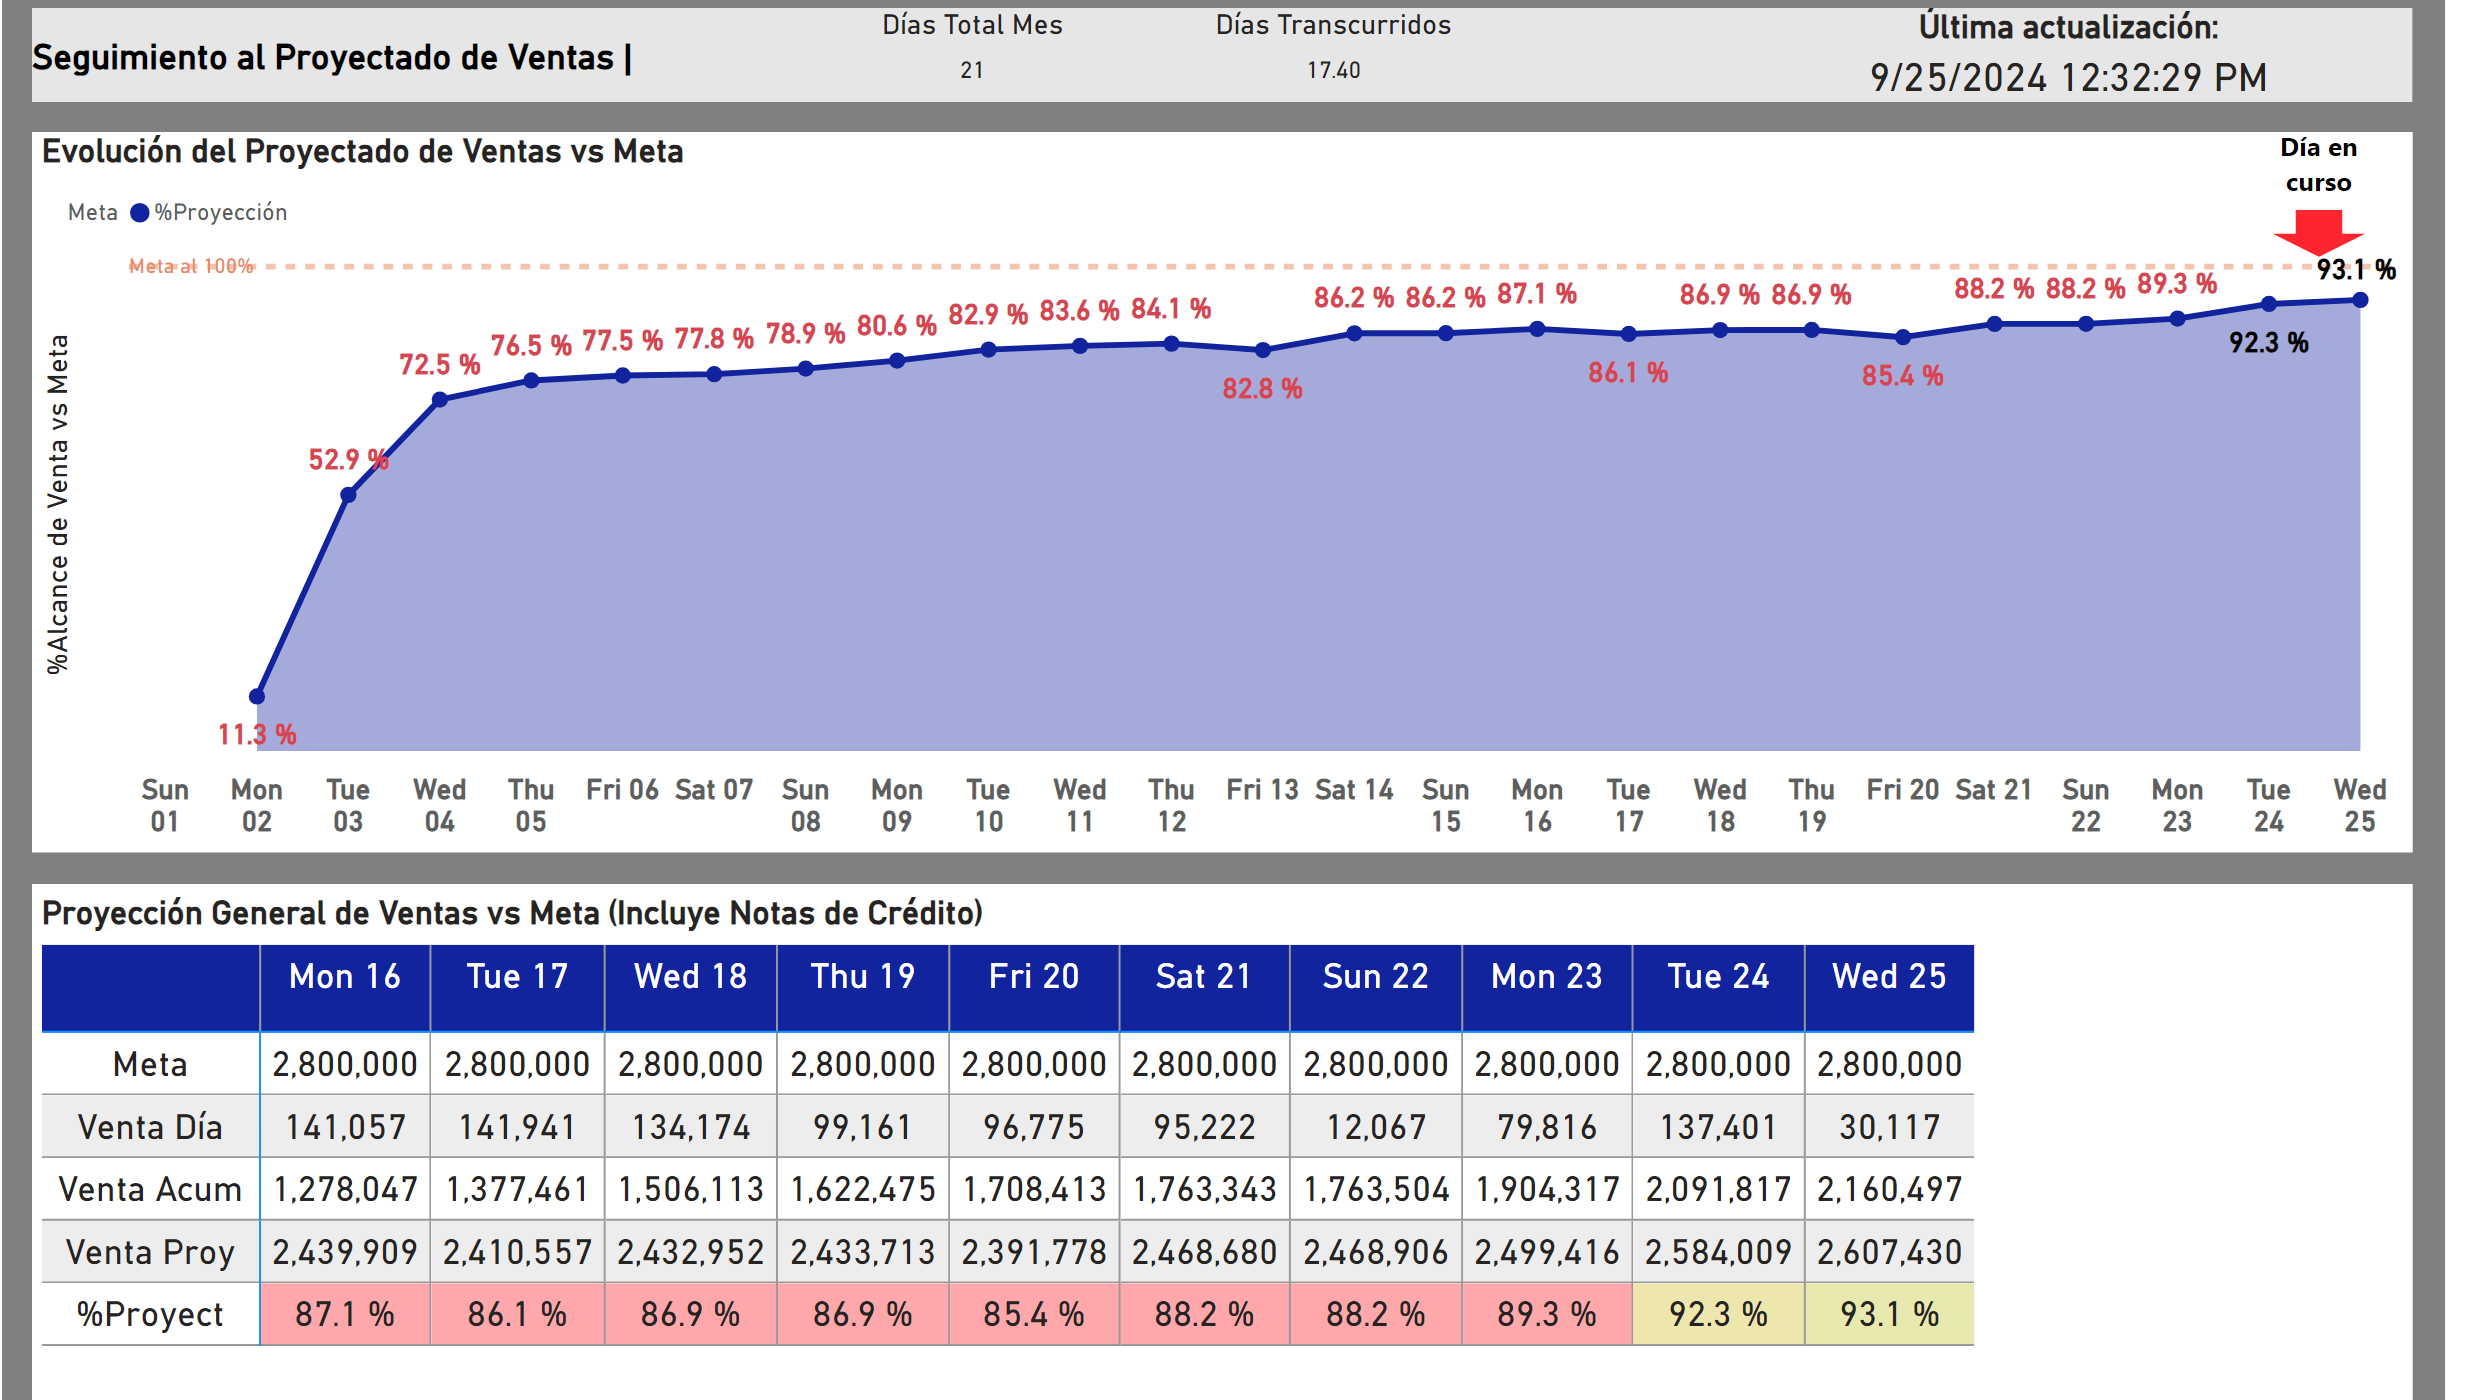 Seguimiento al Proyectado de Ventas |
Días Total Mes
21
Días Transcurridos
17.40
Última actualización:
9/25/2024 12:32:29 PM
Evolución del Proyectado de Ventas vs Meta
Día en
curso
Meta %Proyección
Meta al 100%
%Alcance de Venta vs Meta
11.3 %
52.9 %
72.5 %
76.5 %
77.5 %
77.8 %
78.9 %
80.6 %
82.9 %
83.6 %
84.1 %
82.8 %
86.2 %
86.2 %
87.1 %
86.1 %
86.9 %
86.9 %
85.4 %
88.2 %
88.2 %
89.3 %
92.3 %
93.1 %
Sun 01
Mon 02
Tue 03
Wed 04
Thu 05
Fri 06
Sat 07
Sun 08
Mon 09
Tue 10
Wed 11
Thu 12
Fri 13
Sat 14
Sun 15
Mon 16
Tue 17
Wed 18
Thu 19
Fri 20
Sat 21
Sun 22
Mon 23
Tue 24
Wed 25
Proyección General de Ventas vs Meta (Incluye Notas de Crédito)
Mon 16 Tue 17 Wed 18 Thu 19 Fri 20 Sat 21 Sun 22 Mon 23 Tue 24 Wed 25
Meta 2,800,000 2,800,000 2,800,000 2,800,000 2,800,000 2,800,000 2,800,000 2,800,000 2,800,000 2,800,000
Venta Día 141,057 141,941 134,174 99,161 96,775 95,222 12,067 79,816 137,401 30,117
Venta Acum 1,278,047 1,377,461 1,506,113 1,622,475 1,708,413 1,763,343 1,763,504 1,904,317 2,091,817 2,160,497
Venta Proy 2,439,909 2,410,557 2,432,952 2,433,713 2,391,778 2,468,680 2,468,906 2,499,416 2,584,009 2,607,430
%Proyect 87.1 % 86.1 % 86.9 % 86.9 % 85.4 % 88.2 % 88.2 % 89.3 % 92.3 % 93.1 %